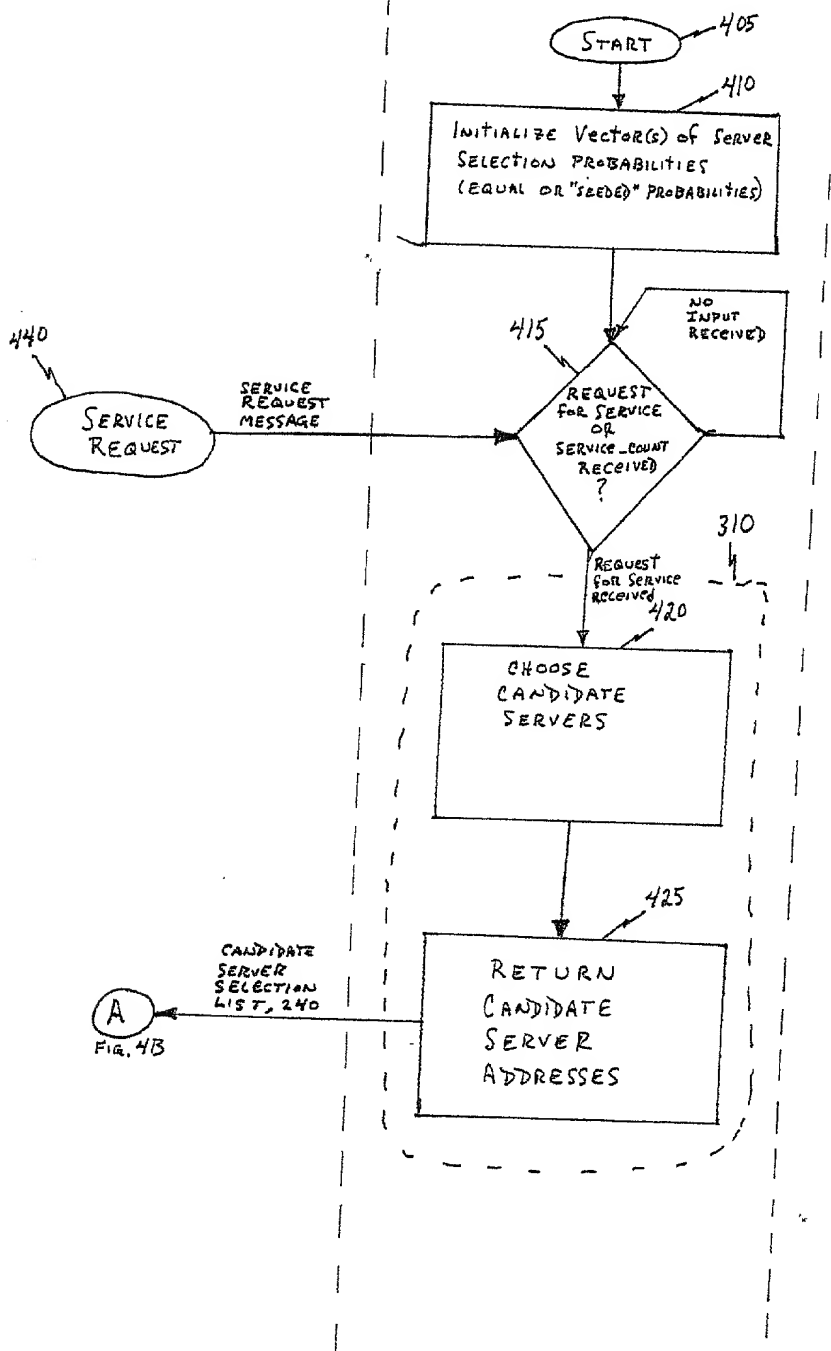 START
405
410
INITIALIZE VECTOR(S) OF SERVER
SELECTION PROBABILITIES
(EQUAL OR "SEEDED" PROBABILITIES)
NO
INPUT
RECEIVED
415
440
SERVICE
REQUEST
SERVICE
REQUEST
MESSAGE
REQUEST
FOR SERVICE
OR
SERVICE_COUNT
RECEIVED
?
310
REQUEST
FOR SERVICE
RECEIVED
420
CHOOSE
CANDIDATE
SERVERS
425
CANDIDATE
SERVER
SELECTION
LIST, 240
A
FIG. 4B
RETURN
CANDIDATE
SERVER
ADDRESSES